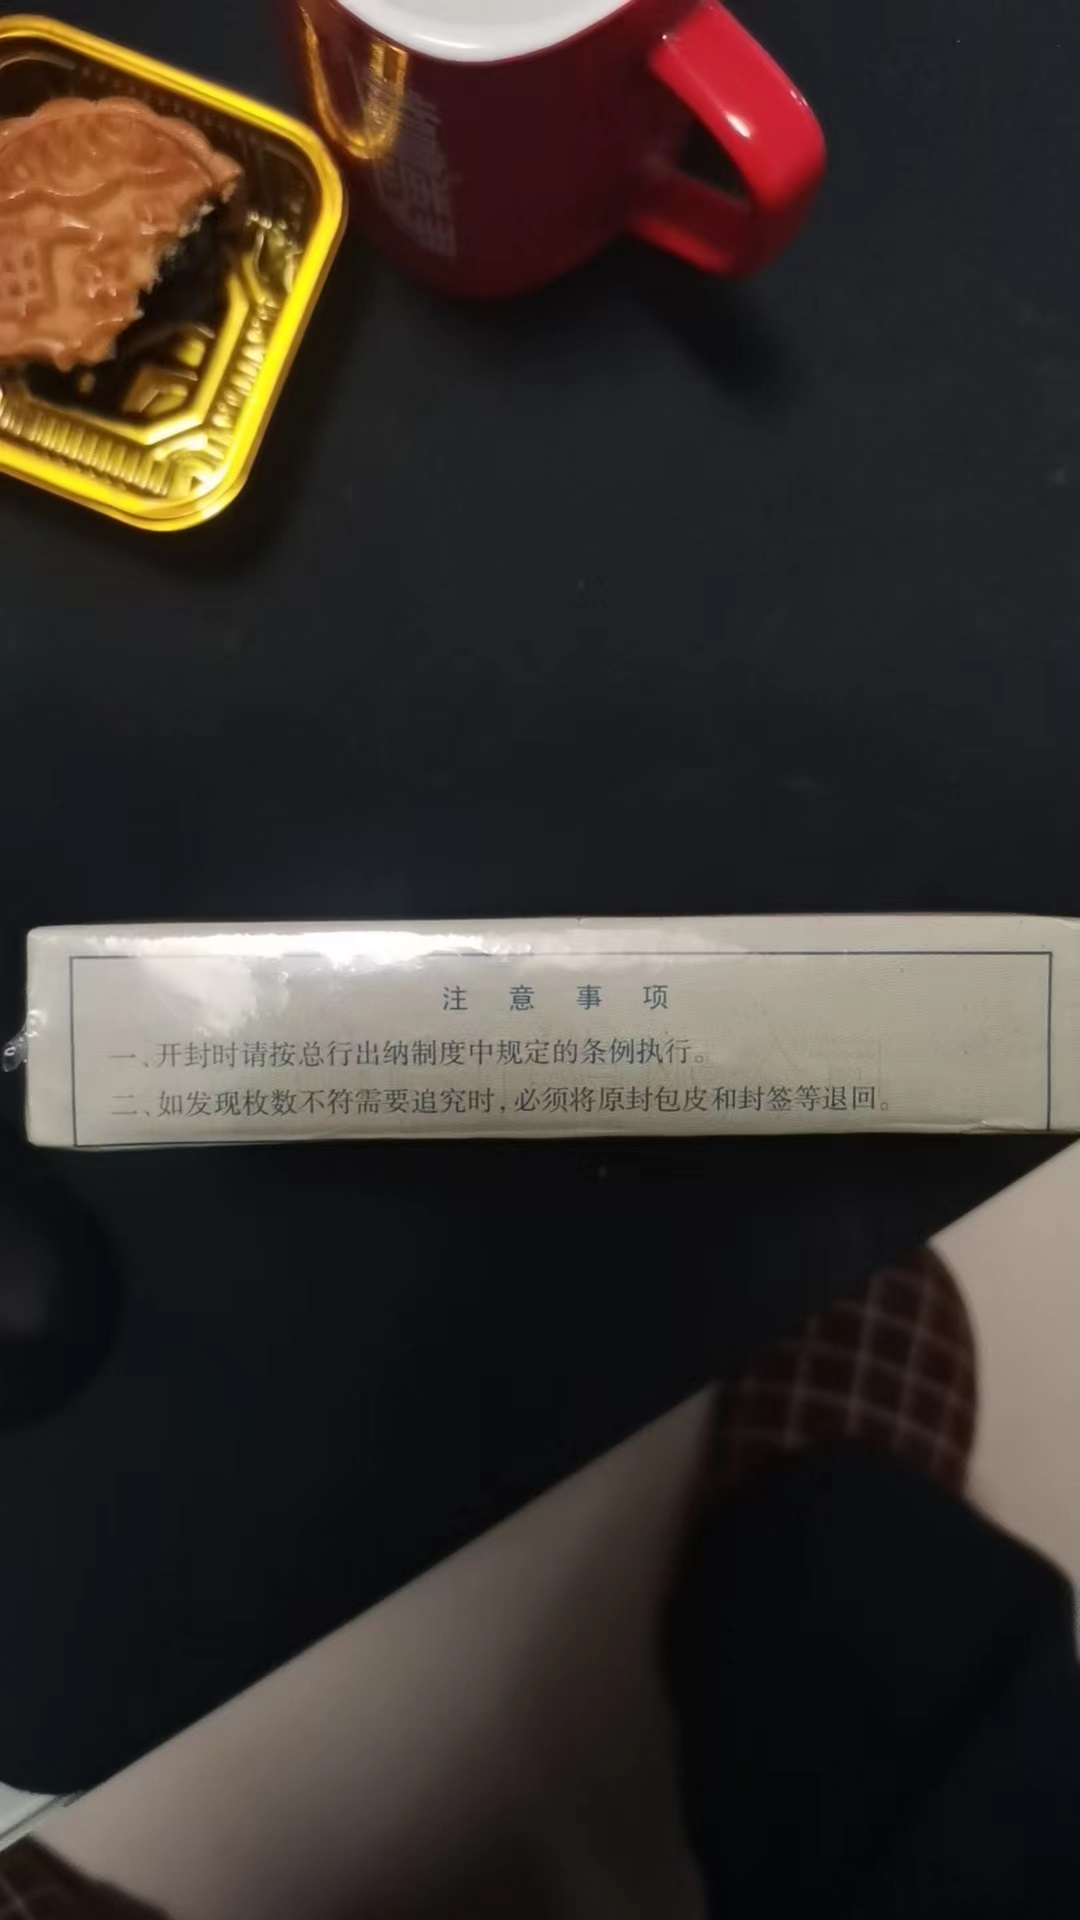 注 意 事 项
一、开封时请按总行出纳制度中规定的条例执行。
二、如发现枚数不符需要追究时,必须将原封包皮和封签等退回。